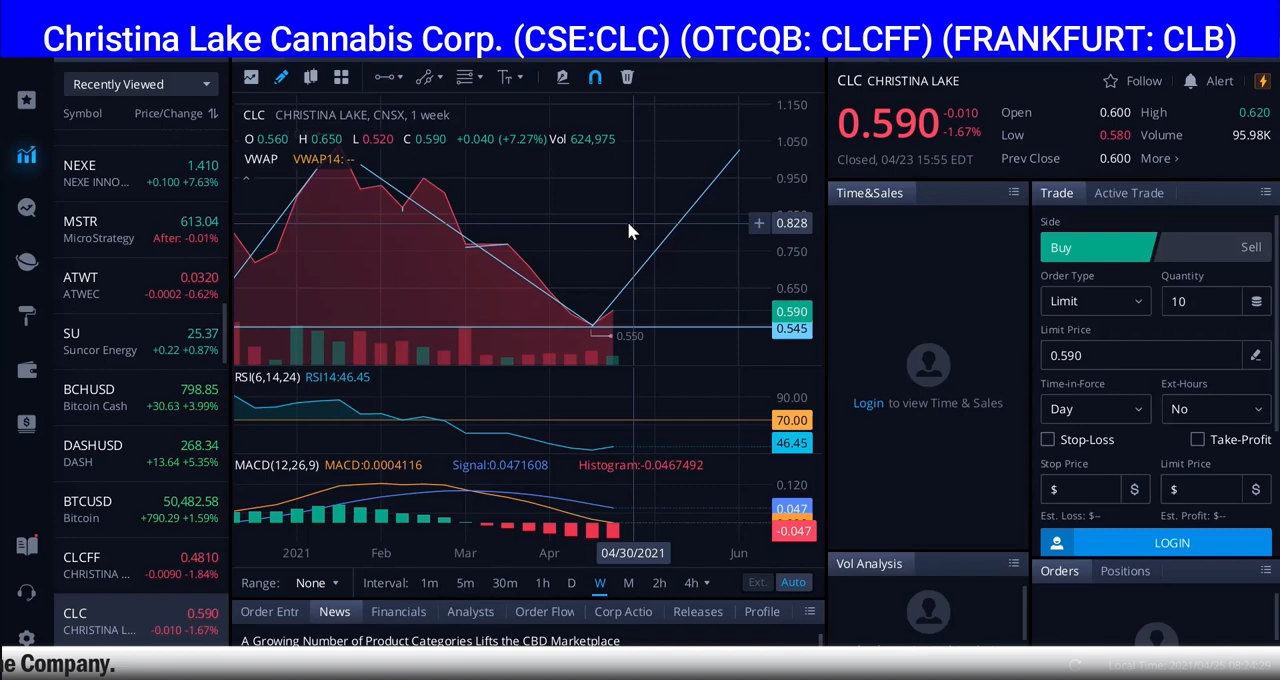 Christina Lake Cannabis Corp. (CSE:CLC) (OTCQB: CLCFF) (FRANKFURT: CLB)
Recently Viewed
Symbol Price/Change
NEXE 1.410
NEXE INNO... +0.100 +7.63%
MSTR 613.04
MicroStrategy After: -0.01%
ATWT 0.0320
ATWEC -0.0002 -0.62%
SU 25.37
Suncor Energy +0.22 +0.87%
BCHUSD 798.85
Bitcoin Cash +30.63 +3.99%
DASHUSD 268.34
DASH +13.64 +5.35%
BTCUSD 50,482.58
Bitcoin +790.29 +1.59%
CLCFF 0.4810
CHRISTINA ... -0.0090 -1.84%
CLC 0.590
CHRISTINA L... -0.010 -1.67%
CLC CHRISTINA LAKE, CNSX, 1 week
O 0.560 H 0.650 L 0.520 C 0.590 +0.040 (+7.27%) Vol 624,975
VWAP VWAP14: --
1.150
1.050
0.950
0.828
0.750
0.650
0.590
0.545
0.550
RSI(6,14,24) RSI14:46.45
90.00
70.00
46.45
MACD(12,26,9) MACD:0.0004116 Signal:0.0471608 Histogram:-0.0467492
0.120
0.047
-0.047
2021 Feb Mar Apr 04/30/2021 Jun
Range: None Interval: 1m 5m 30m 1h D W M 2h 4h Ext. Auto
Order Entr News Financials Analysts Order Flow Corp Actio Releases Profile
A Growing Number of Product Categories Lifts the CBD Marketplace
CLC CHRISTINA LAKE Follow Alert
0.590 -0.010 -1.67%
Closed, 04/23 15:55 EDT
Open 0.600 High 0.620
Low 0.580 Volume 95.98K
Prev Close 0.600 More ›
Time&Sales
Login to view Time & Sales
Vol Analysis
Trade Active Trade
Side
Buy Sell
Order Type Quantity
Limit 10
Limit Price
0.590
Time-in-Force Ext-Hours
Day No
Stop-Loss Take-Profit
Stop Price Limit Price
$ $ $ $
Est. Loss: $-- Est. Profit: $--
LOGIN
Orders Positions
e Company.
Local Time: 2021/04/25 08:24:29